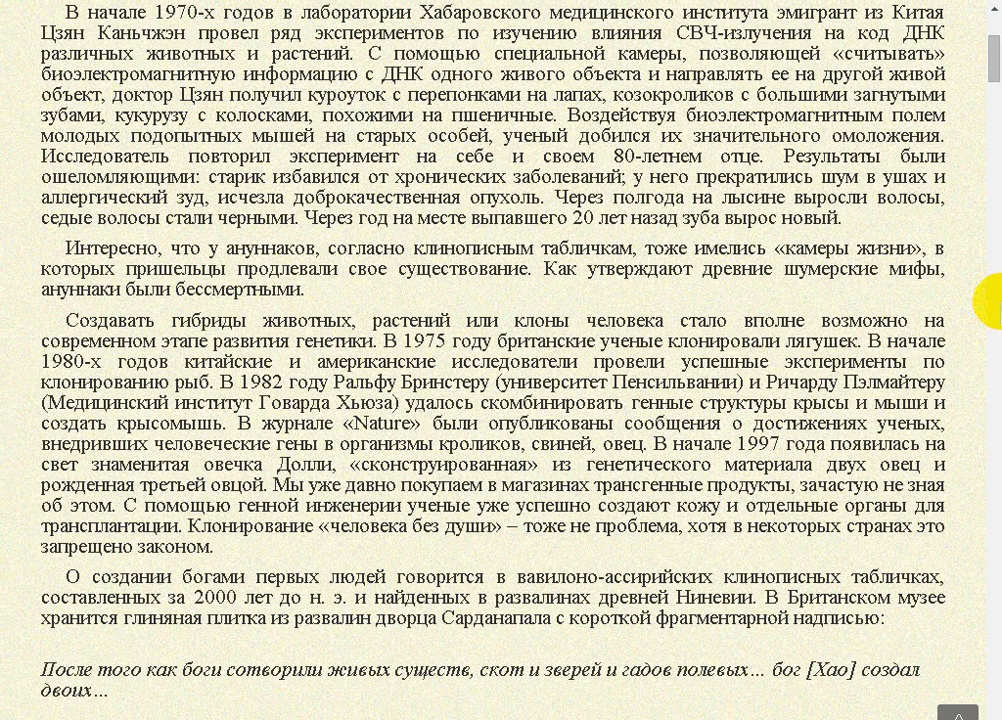 В начале 1970-х годов в лаборатории Хабаровского медицинского института эмигрант из Китая
Цзян Каньчжэн провел ряд экспериментов по изучению влияния СВЧ-излучения на код ДНК
различных животных и растений. С помощью специальной камеры, позволяющей «считывать»
биоэлектромагнитную информацию с ДНК одного живого объекта и направлять ее на другой живой
объект, доктор Цзян получил куроуток с перепонками на лапах, козокроликов с большими загнутыми
зубами, кукурузу с колосками, похожими на пшеничные. Воздействуя биоэлектромагнитным полем
молодых подопытных мышей на старых особей, ученый добился их значительного омоложения.
Исследователь повторил эксперимент на себе и своем 80-летнем отце. Результаты были
ошеломляющими: старик избавился от хронических заболеваний; у него прекратились шум в ушах и
аллергический зуд, исчезла доброкачественная опухоль. Через полгода на лысине выросли волосы,
седые волосы стали черными. Через год на месте выпавшего 20 лет назад зуба вырос новый.
Интересно, что у ануннаков, согласно клинописным табличкам, тоже имелись «камеры жизни», в
которых пришельцы продлевали свое существование. Как утверждают древние шумерские мифы,
ануннаки были бессмертными.
Создавать гибриды животных, растений или клоны человека стало вполне возможно на
современном этапе развития генетики. В 1975 году британские ученые клонировали лягушек. В начале
1980-х годов китайские и американские исследователи провели успешные эксперименты по
клонированию рыб. В 1982 году Ральфу Бринстеру (университет Пенсильвании) и Ричарду Пэлмайтеру
(Медицинский институт Говарда Хьюза) удалось скомбинировать генные структуры крысы и мыши и
создать крысомышь. В журнале «Nature» были опубликованы сообщения о достижениях ученых,
внедривших человеческие гены в организмы кроликов, свиней, овец. В начале 1997 года появилась на
свет знаменитая овечка Долли, «сконструированная» из генетического материала двух овец и
рожденная третьей овцой. Мы уже давно покупаем в магазинах трансгенные продукты, зачастую не зная
об этом. С помощью генной инженерии ученые уже успешно создают кожу и отдельные органы для
трансплантации. Клонирование «человека без души» – тоже не проблема, хотя в некоторых странах это
запрещено законом.
О создании богами первых людей говорится в вавилоно-ассирийских клинописных табличках,
составленных за 2000 лет до н. э. и найденных в развалинах древней Ниневии. В Британском музее
хранится глиняная плитка из развалин дворца Сарданапала с короткой фрагментарной надписью:
После того как боги сотворили живых существ, скот и зверей и гадов полевых… бог [Хао] создал
двоих…